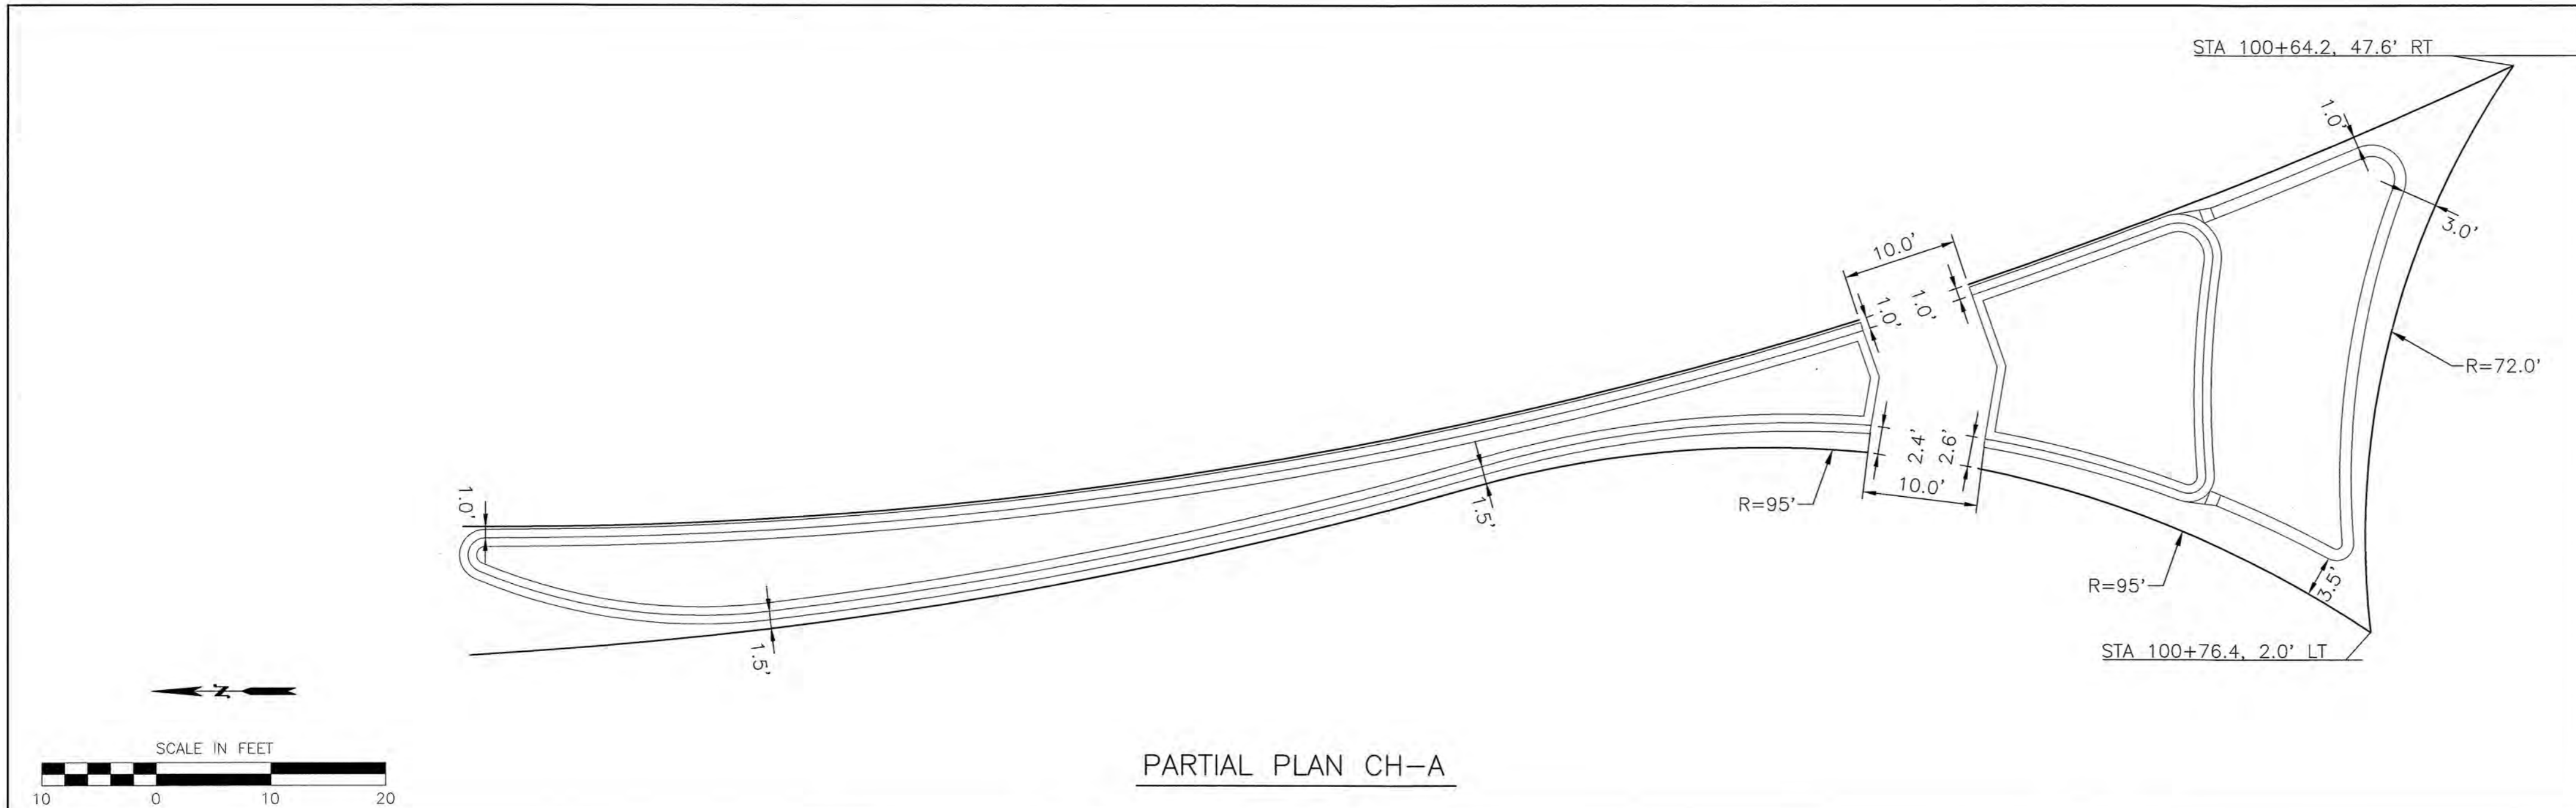 STA 100+64.2, 47.6' RT
1.0'
3.0'
10.0'
1.0'
1.0'
R=72.0'
2.4'
2.6'
10.0'
R=95'
1.0'
1.5'
R=95'
3.5'
1.5'
STA 100+76.4, 2.0' LT
N
SCALE IN FEET
10 0 10 20
PARTIAL PLAN CH-A